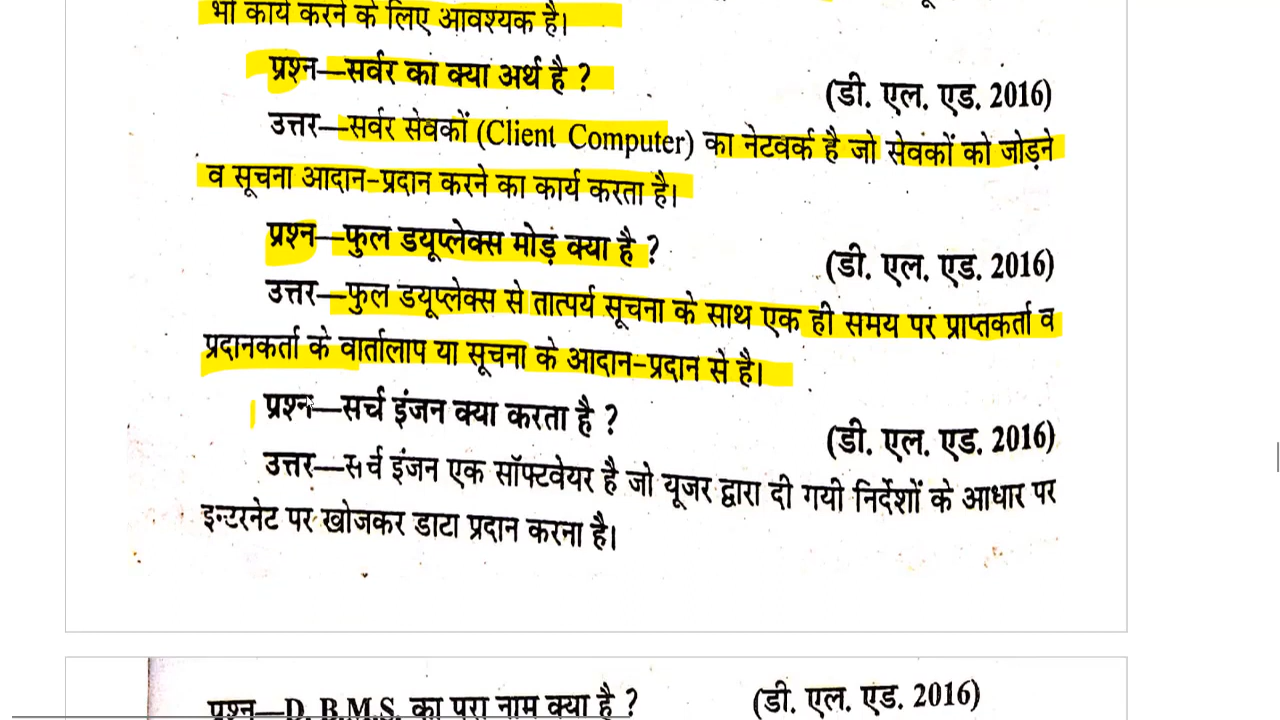 भी कार्य करने के लिए आवश्यक है।
प्रश्न—सर्वर का क्या अर्थ है ? (डी. एल. एड. 2016)
उत्तर—सर्वर सेवकों (Client Computer) का नेटवर्क है जो सेवकों को जोड़ने
व सूचना आदान-प्रदान करने का कार्य करता है।
प्रश्न—फुल डयूप्लेक्स मोड़ क्या है ? (डी. एल. एड. 2016)
उत्तर—फुल डयूप्लेक्स से तात्पर्य सूचना के साथ एक ही समय पर प्राप्तकर्ता व
प्रदानकर्ता के वार्तालाप या सूचना के आदान-प्रदान से है।
प्रश्न—सर्च इंजन क्या करता है ? (डी. एल. एड. 2016)
उत्तर—सर्च इंजन एक सॉफ्टवेयर है जो यूजर द्वारा दी गयी निर्देशों के आधार पर
इन्टरनेट पर खोजकर डाटा प्रदान करना है।
प्रश्न—D. B.M.S. का पूरा नाम क्या है ? (डी. एल. एड. 2016)